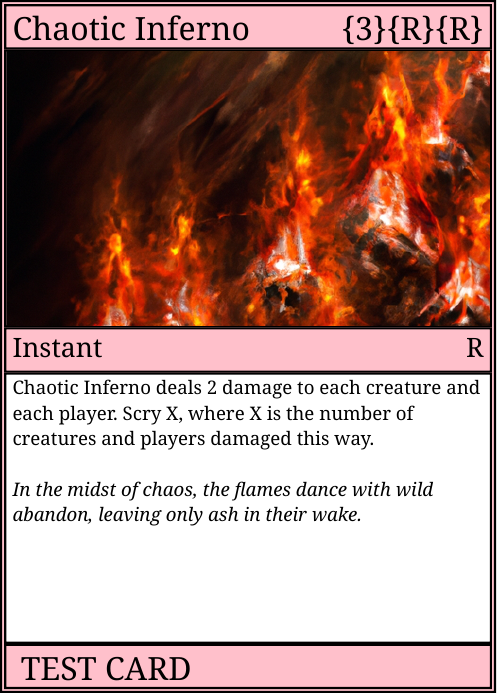 Chaotic Inferno {3}{R}{R}
Instant R
Chaotic Inferno deals 2 damage to each creature and
each player. Scry X, where X is the number of
creatures and players damaged this way.
In the midst of chaos, the flames dance with wild
abandon, leaving only ash in their wake.
TEST CARD